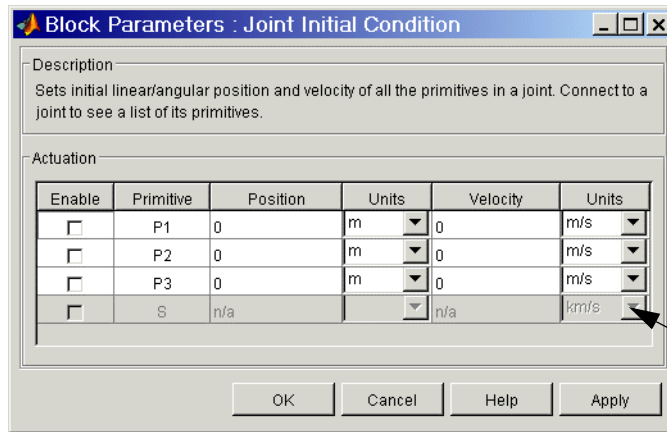 Block Parameters : Joint Initial Condition
Description
Sets initial linear/angular position and velocity of all the primitives in a joint. Connect to a
joint to see a list of its primitives.
Actuation
Enable Primitive Position Units Velocity Units
P1 0 m 0 m/s
P2 0 m 0 m/s
P3 0 m 0 m/s
S n/a n/a km/s
OK Cancel Help Apply